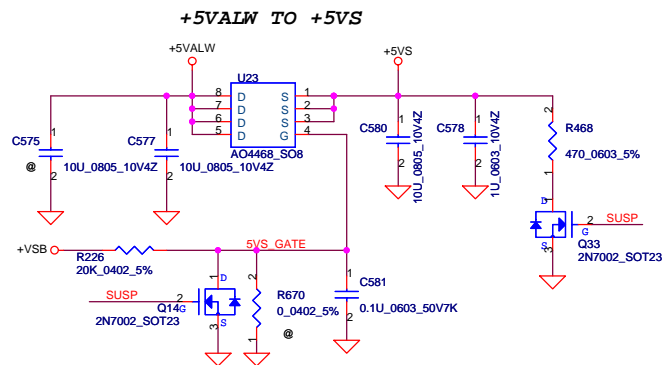 +5VALW TO +5VS
+5VALW
+5VS
U23
8 D S 1
7 D S 2
6 D S 3
5 D G 4
AO4468_SO8
C575
1
2
@
10U_0805_10V4Z
C577
1
2
10U_0805_10V4Z
C580
1
2
10U_0805_10V4Z
C578
1
2
1U_0603_10V4Z
2
R468
470_0603_5%
1
1
D
2
SUSP
G
S
3
Q33
2N7002_SOT23
+VSB
R226
20K_0402_5%
5VS_GATE
SUSP
2
G
1
D
S
3
Q14
2N7002_SOT23
2
R670
0_0402_5%
1
@
1
C581
2
0.1U_0603_50V7K